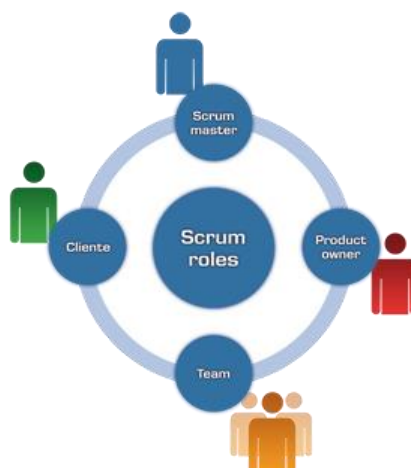 Scrum
master
Cliente
Scrum
roles
Product
owner
Team